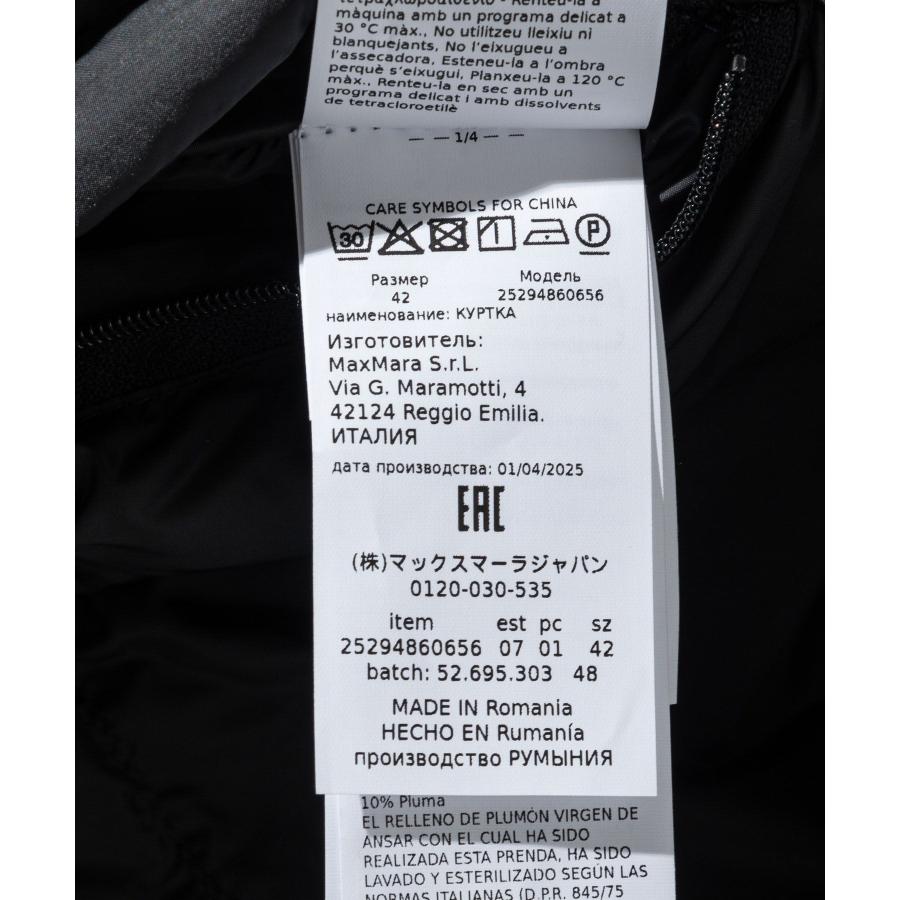 tetraχλωραιθένιο - Renteu-la a
màquina amb un programa delicat a
30 °C màx., No utilitzeu lleixiu ni
blanquejants, No l'eixugueu a
l'assecadora, Esteneu-la a l'ombra
perquè s'eixugui, Planxeu-la a 120 °C
màx., Renteu-la en sec amb un
programa delicat i amb dissolvents
de tetracloroetilè
1/4
CARE SYMBOLS FOR CHINA
30 P
Размер Модель
42 25294860656
наименование: КУРТКА
Изготовитель:
MaxMara S.r.L.
Via G. Maramotti, 4
42124 Reggio Emilia.
ИТАЛИЯ
дата производства: 01/04/2025
EAC
(株)マックスマーラジャパン
0120-030-535
item est pc sz
25294860656 07 01 42
batch: 52.695.303 48
MADE IN Romania
HECHO EN Rumanía
производство РУМЫНИЯ
10% Pluma
EL RELLENO DE PLUMÓN VIRGEN DE
ANSAR CON EL CUAL HA SIDO
REALIZADA ESTA PRENDA, HA SIDO
LAVADO Y ESTERILIZADO SEGÚN LAS
NORMAS ITALIANAS (D.P.R. 845/75